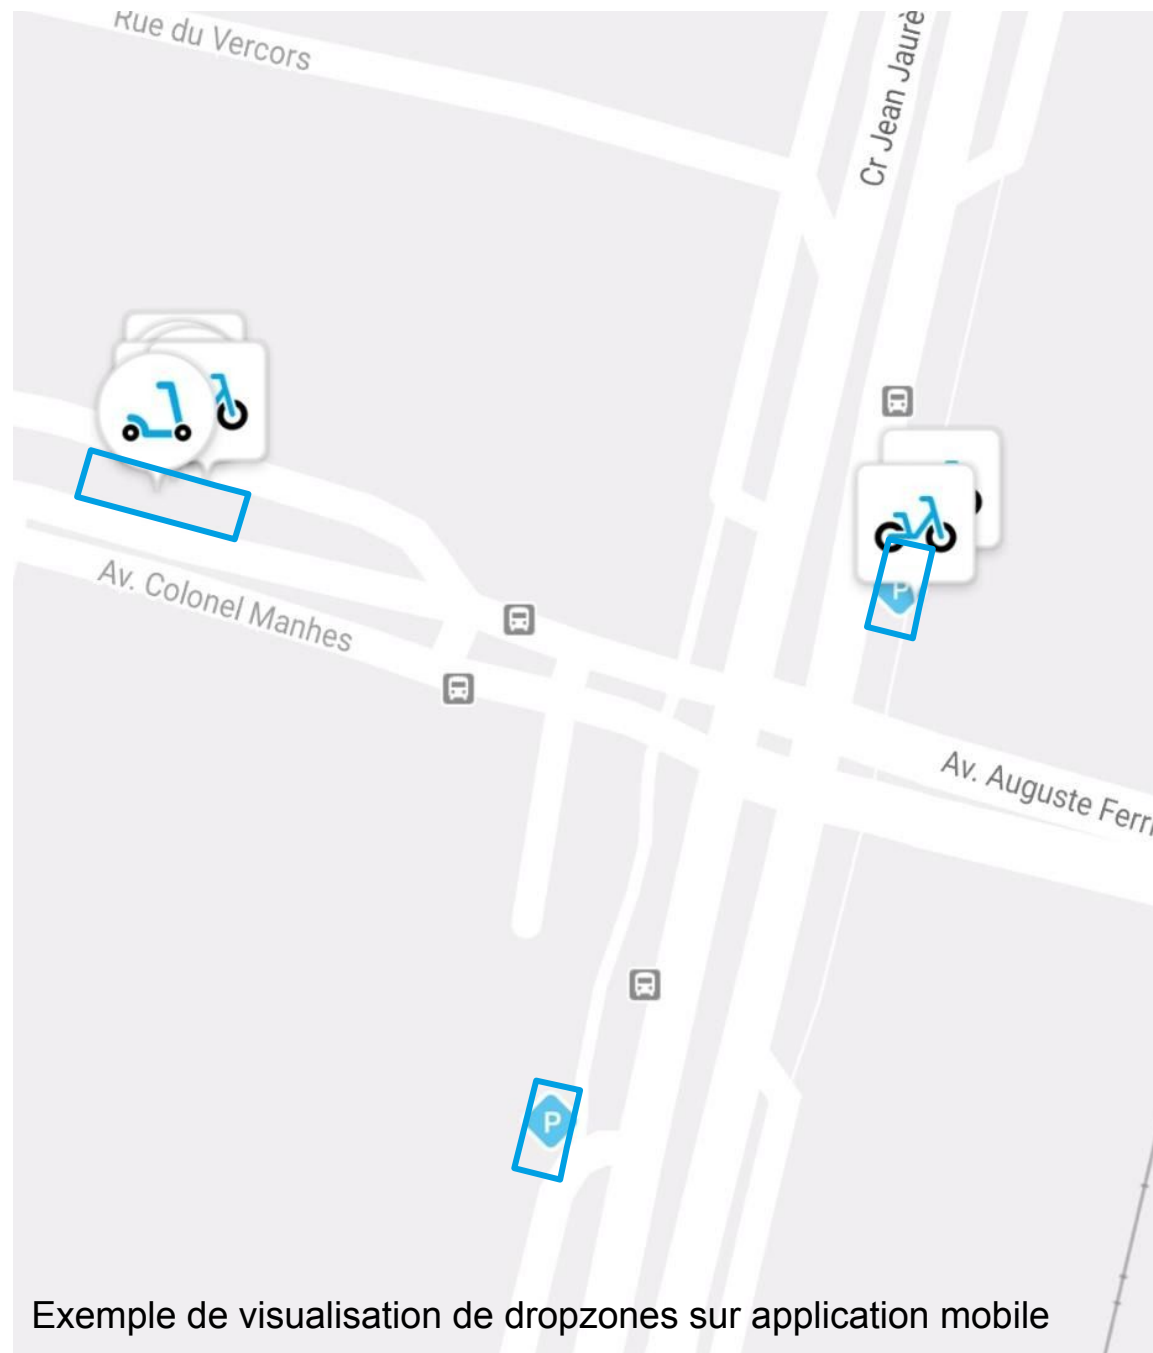 Rue du Vercors
Cr Jean Jaurè
Av. Colonel Manhes
P
Av. Auguste Ferr
P
Exemple de visualisation de dropzones sur application mobile